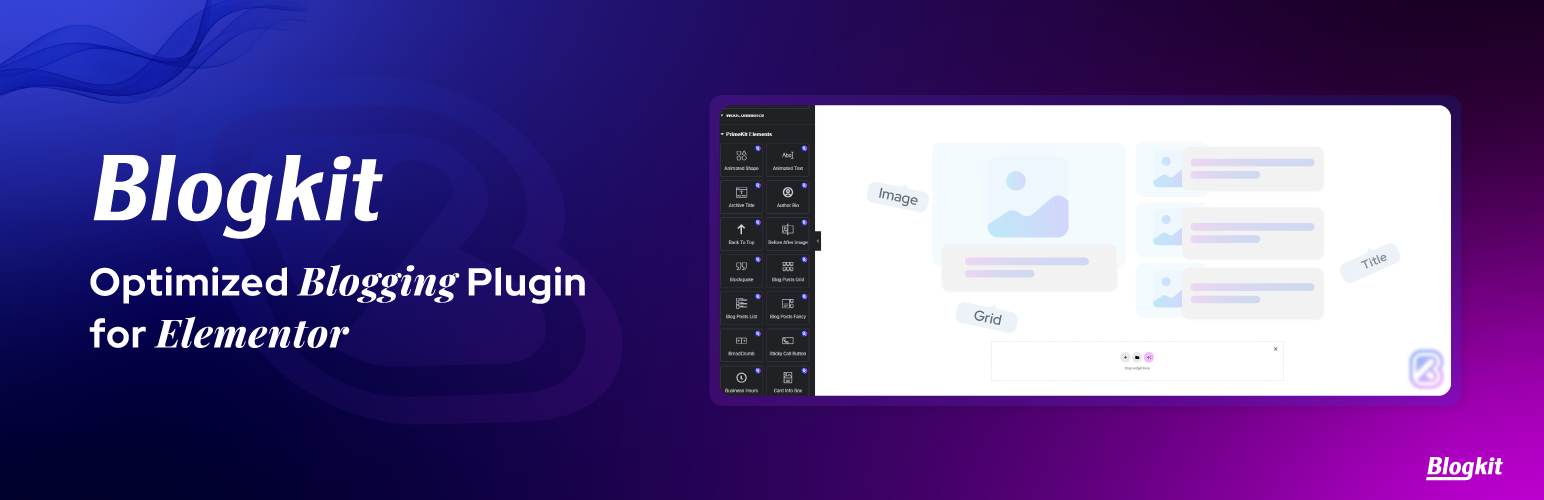 Blogkit
Optimized Blogging Plugin
for Elementor
WooCommerce
PrimeKit Elements
Animated Shape
Animated Text
Archive Title
Author Bio
Back To Top
Before After Image
Blockquote
Blog Posts Grid
Blog Posts List
Blog Posts Fancy
BreadCrumb
Sticky Call Button
Business Hours
Card Info Box
Image
Grid
Title
Drag widget here
Blogkit